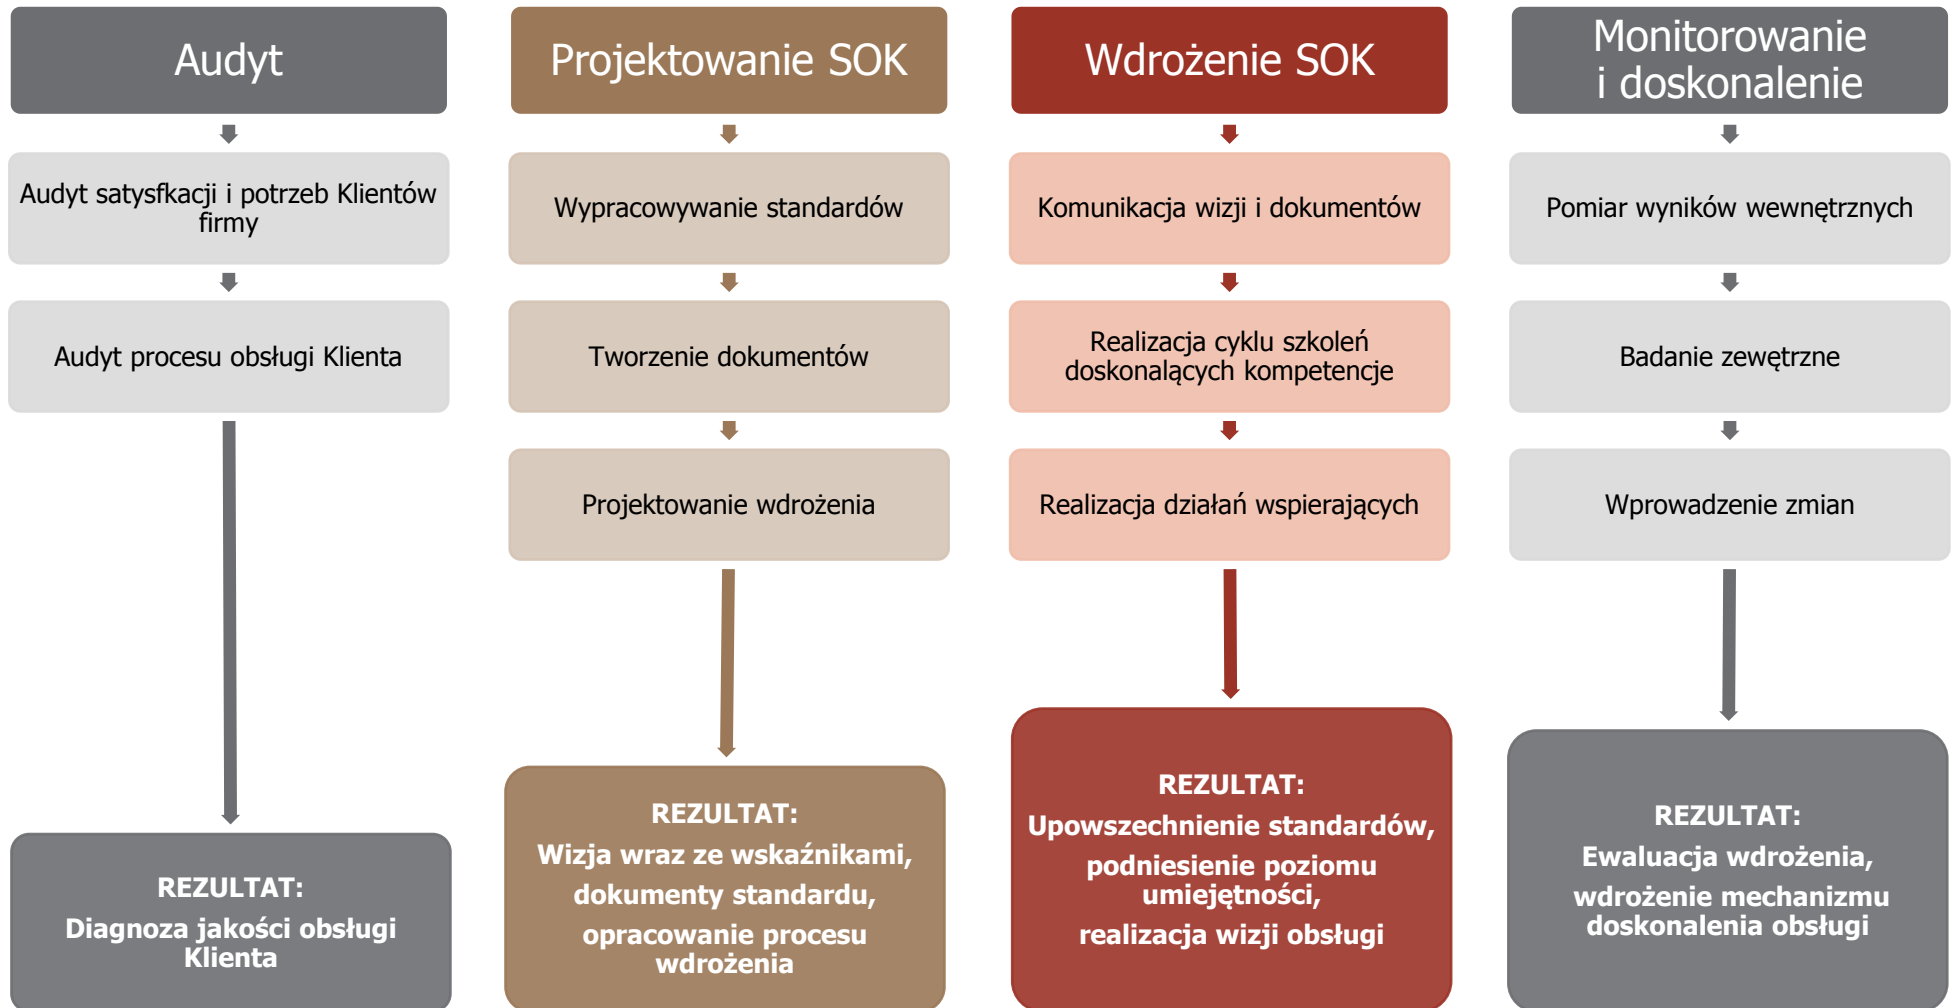 Audyt
Audyt satysfkacji i potrzeb Klientów
firmy
Audyt procesu obsługi Klienta
REZULTAT:
Diagnoza jakości obsługi
Klienta
Projektowanie SOK
Wypracowywanie standardów
Tworzenie dokumentów
Projektowanie wdrożenia
REZULTAT:
Wizja wraz ze wskaźnikami,
dokumenty standardu,
opracowanie procesu
wdrożenia
Wdrożenie SOK
Komunikacja wizji i dokumentów
Realizacja cyklu szkoleń
doskonalących kompetencje
Realizacja działań wspierających
REZULTAT:
Upowszechnienie standardów,
podniesienie poziomu
umiejętności,
realizacja wizji obsługi
Monitorowanie
i doskonalenie
Pomiar wyników wewnętrznych
Badanie zewętrzne
Wprowadzenie zmian
REZULTAT:
Ewaluacja wdrożenia,
wdrożenie mechanizmu
doskonalenia obsługi